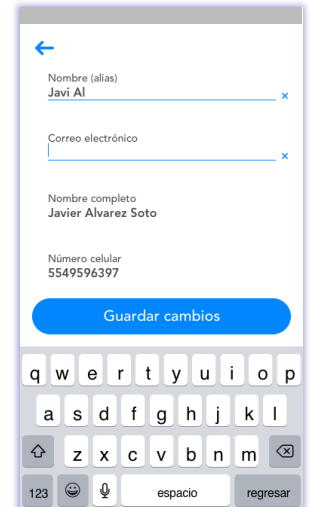 Nombre (alias)
Javi Al
Correo electrónico
Nombre completo
Javier Alvarez Soto
Número celular
5549596397
Guardar cambios
q w e r t y u i o p
a s d f g h j k l
z x c v b n m
123 espacio regresar